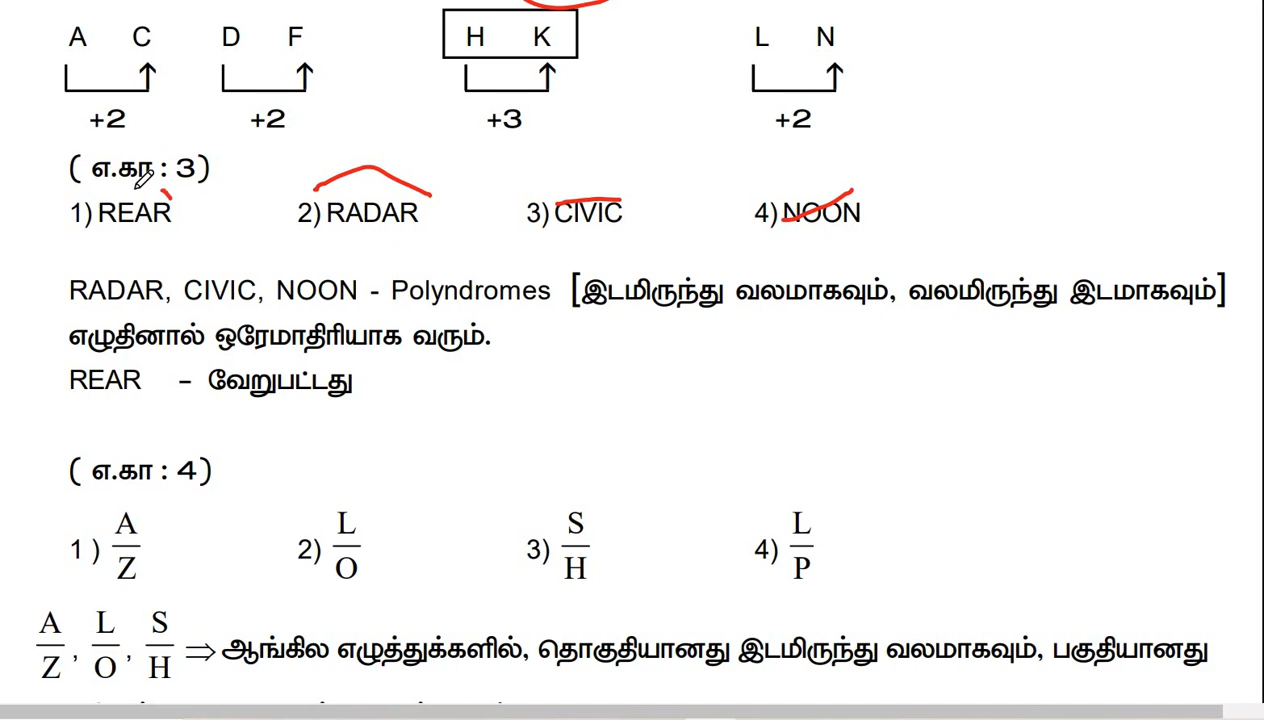 A C D F H K L N
+2 +2 +3 +2
( எ.கா : 3)
1) REAR 2) RADAR 3) CIVIC 4) NOON
RADAR, CIVIC, NOON - Polyndromes [இடமிருந்து வலமாகவும், வலமிருந்து இடமாகவும்]
எழுதினால் ஒரேமாதிரியாக வரும்.
REAR – வேறுபட்டது
( எ.கா : 4)
1 ) A/Z 2) L/O 3) S/H 4) L/P
A/Z, L/O, S/H ⇒ ஆங்கில எழுத்துக்களில், தொகுதியானது இடமிருந்து வலமாகவும், பகுதியானது